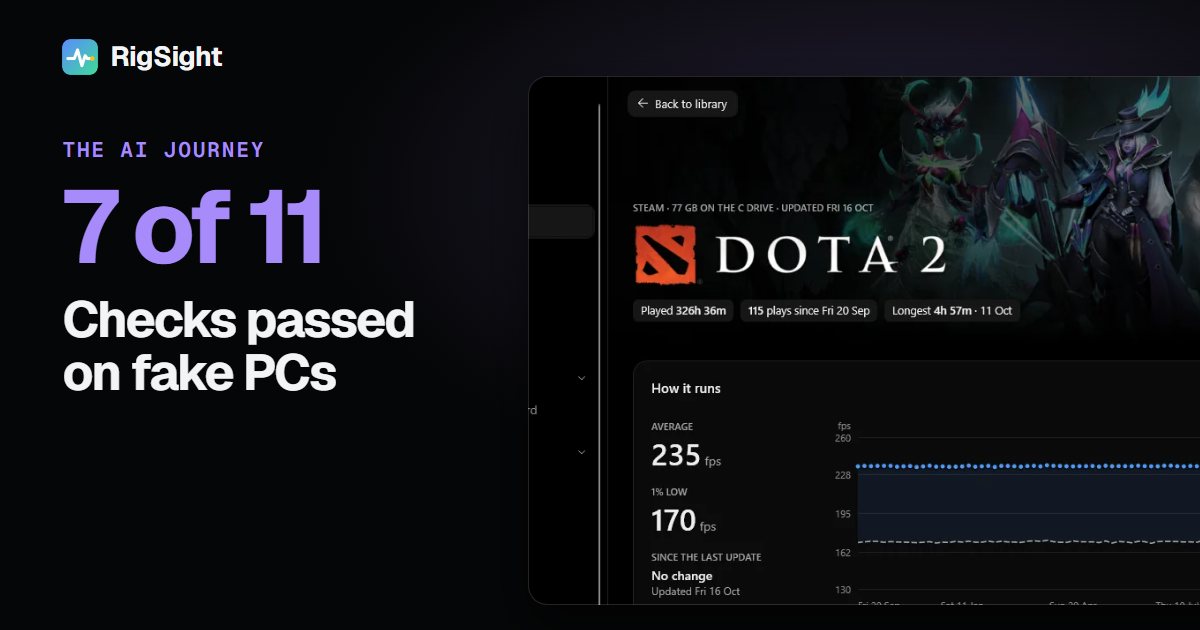 RigSight
THE AI JOURNEY
7 of 11
Checks passed
on fake PCs
← Back to library
STEAM · 77 GB ON THE C DRIVE · UPDATED FRI 16 OCT
DOTA 2
Played 326h 36m
115 plays since Fri 20 Sep
Longest 4h 57m · 11 Oct
How it runs
AVERAGE
235 fps
1% LOW
170 fps
SINCE THE LAST UPDATE
No change
Updated Fri 16 Oct
fps
260
228
195
162
130